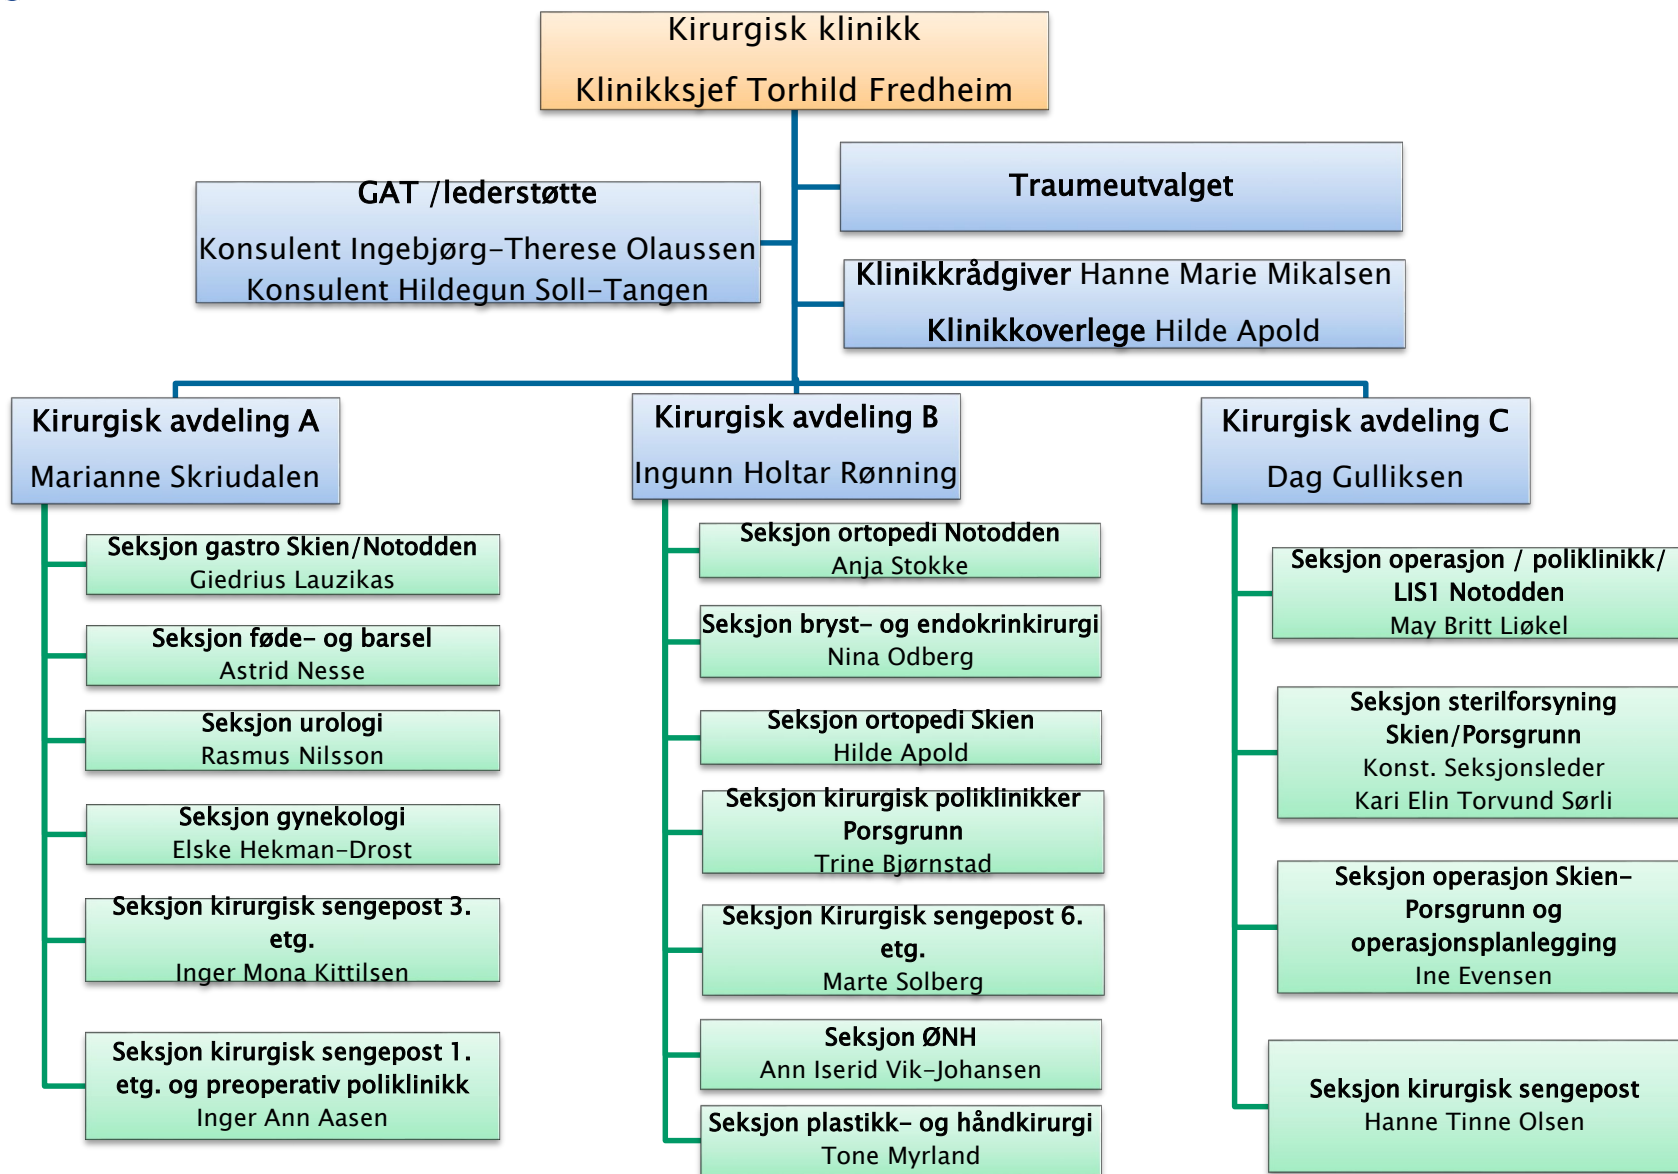 Kirurgisk klinikk
Klinikksjef Torhild Fredheim
Traumeutvalget
GAT /lederstøtte
Konsulent Ingebjørg-Therese Olaussen
Konsulent Hildegun Soll-Tangen
Klinikkrådgiver Hanne Marie Mikalsen
Klinikkoverlege Hilde Apold
Kirurgisk avdeling A
Marianne Skriudalen
Seksjon gastro Skien/Notodden
Giedrius Lauzikas
Seksjon føde- og barsel
Astrid Nesse
Seksjon urologi
Rasmus Nilsson
Seksjon gynekologi
Elske Hekman-Drost
Seksjon kirurgisk sengepost 3.
etg.
Inger Mona Kittilsen
Seksjon kirurgisk sengepost 1.
etg. og preoperativ poliklinikk
Inger Ann Aasen
Kirurgisk avdeling B
Ingunn Holtar Rønning
Seksjon ortopedi Notodden
Anja Stokke
Seksjon bryst- og endokrinkirurgi
Nina Odberg
Seksjon ortopedi Skien
Hilde Apold
Seksjon kirurgisk poliklinikker
Porsgrunn
Trine Bjørnstad
Seksjon Kirurgisk sengepost 6.
etg.
Marte Solberg
Seksjon ØNH
Ann Iserid Vik-Johansen
Seksjon plastikk- og håndkirurgi
Tone Myrland
Kirurgisk avdeling C
Dag Gulliksen
Seksjon operasjon / poliklinikk/
LIS1 Notodden
May Britt Liøkel
Seksjon sterilforsyning
Skien/Porsgrunn
Konst. Seksjonsleder
Kari Elin Torvund Sørli
Seksjon operasjon Skien-
Porsgrunn og
operasjonsplanlegging
Ine Evensen
Seksjon kirurgisk sengepost
Hanne Tinne Olsen